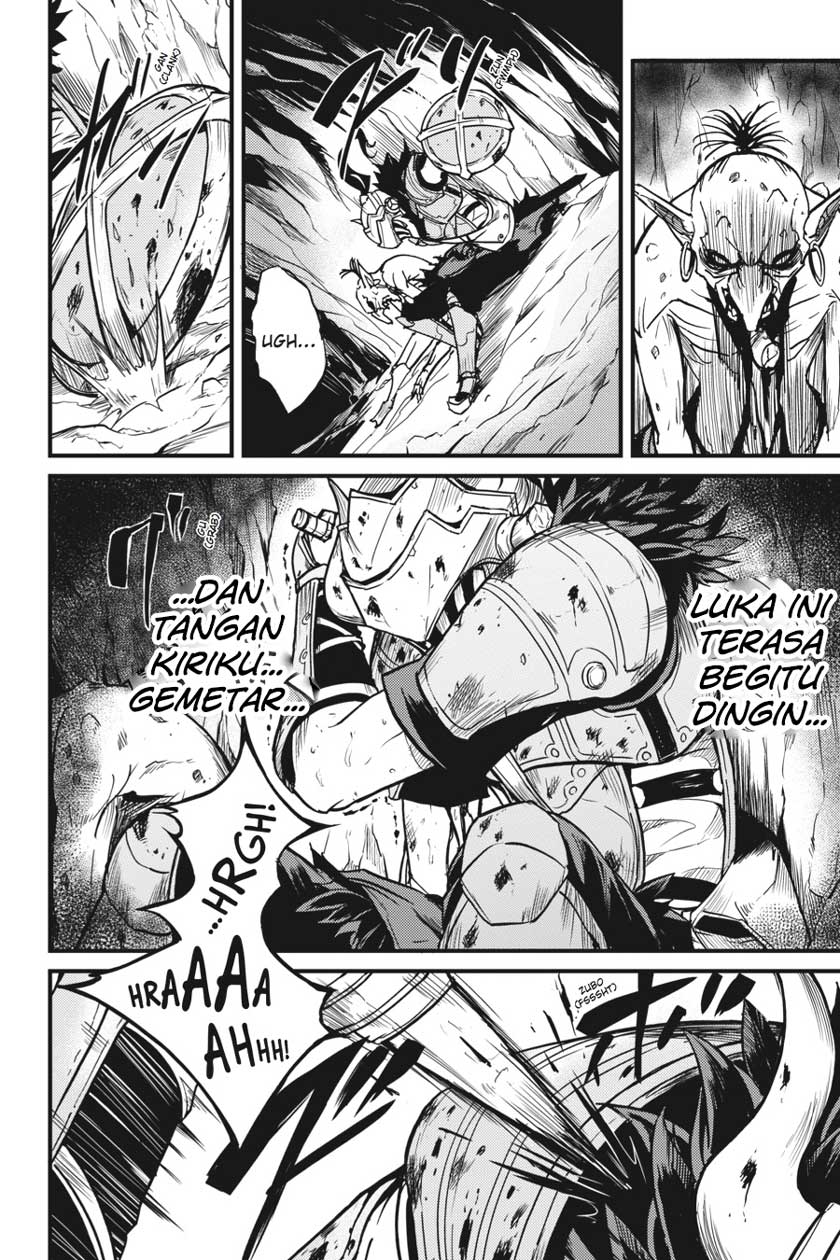 ZUN
(FWMP)
UGH...
GAN
(CLANK)
LUKA INI
TERASA
BEGITU
DINGIN...
GU
(GRAB)
...DAN
TANGAN
KIRIKU...
GEMETAR...
...HRGH!
HRAAAA
AHHH!
ZUBO
(FSSSHT)